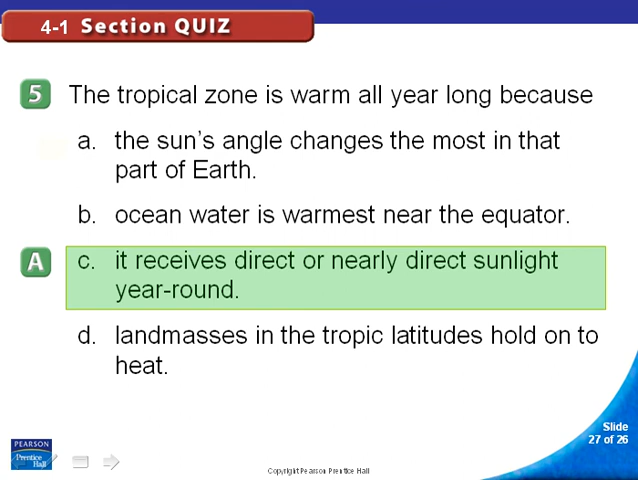 4-1 Section QUIZ
5 The tropical zone is warm all year long because
a. the sun's angle changes the most in that
part of Earth.
b. ocean water is warmest near the equator.
A c. it receives direct or nearly direct sunlight
year-round.
d. landmasses in the tropic latitudes hold on to
heat.
Slide
27 of 26
PEARSON
Prentice
Hall
Copyright Pearson Prentice Hall